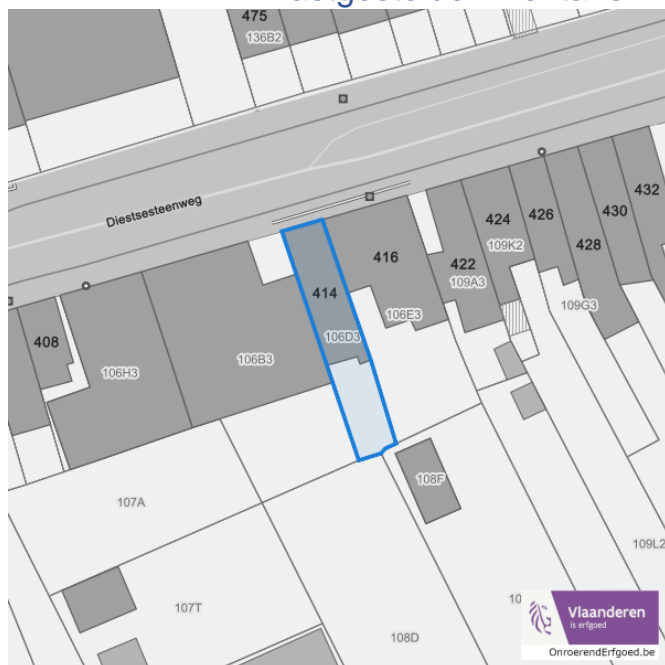 475
136B2
Diestsesteenweg
432
430
426
424
109K2
428
416
422
109A3
414
109G3
106E3
408
106D3
106B3
106H3
108F
107A
109L2
107T
108D
Vlaanderen
is erfgoed
OnroerendErfgoed.be